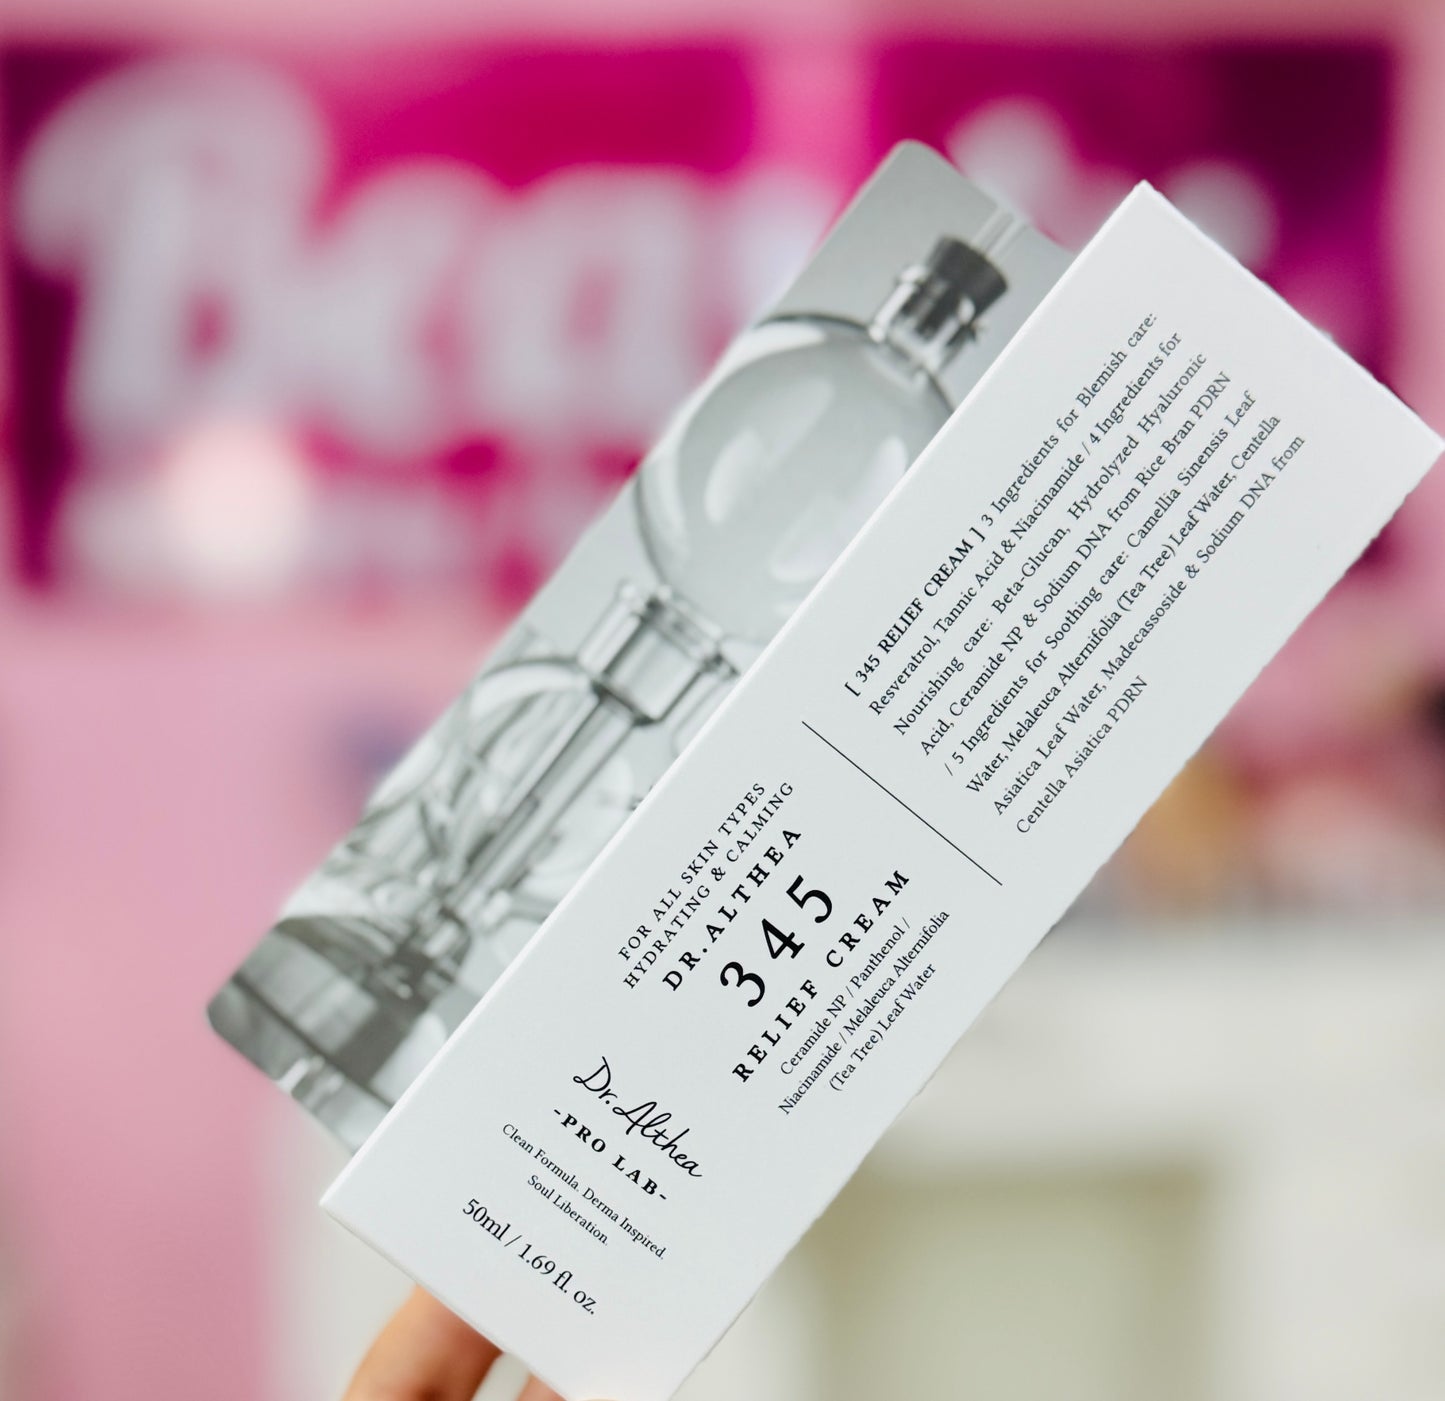 [ 345 RELIEF CREAM ] 3 Ingredients for Blemish care:
Resveratrol, Tannic Acid & Niacinamide / 4 Ingredients for
Nourishing care: Beta-Glucan, Hydrolyzed Hyaluronic
Acid, Ceramide NP & Sodium DNA from Rice Bran PDRN
/ 5 Ingredients for Soothing care: Camellia Sinensis Leaf
Water, Melaleuca Alternifolia (Tea Tree) Leaf Water, Centella
Asiatica Leaf Water, Madecassoside & Sodium DNA from
Centella Asiatica PDRN
FOR ALL SKIN TYPES
HYDRATING & CALMING
DR.ALTHEA
345
RELIEF CREAM
Ceramide NP / Panthenol /
Niacinamide / Melaleuca Alternifolia
(Tea Tree) Leaf Water
Dr. Althea
-PRO LAB-
Clean Formula. Derma Inspired.
Soul Liberation.
50ml / 1.69 fl. oz.